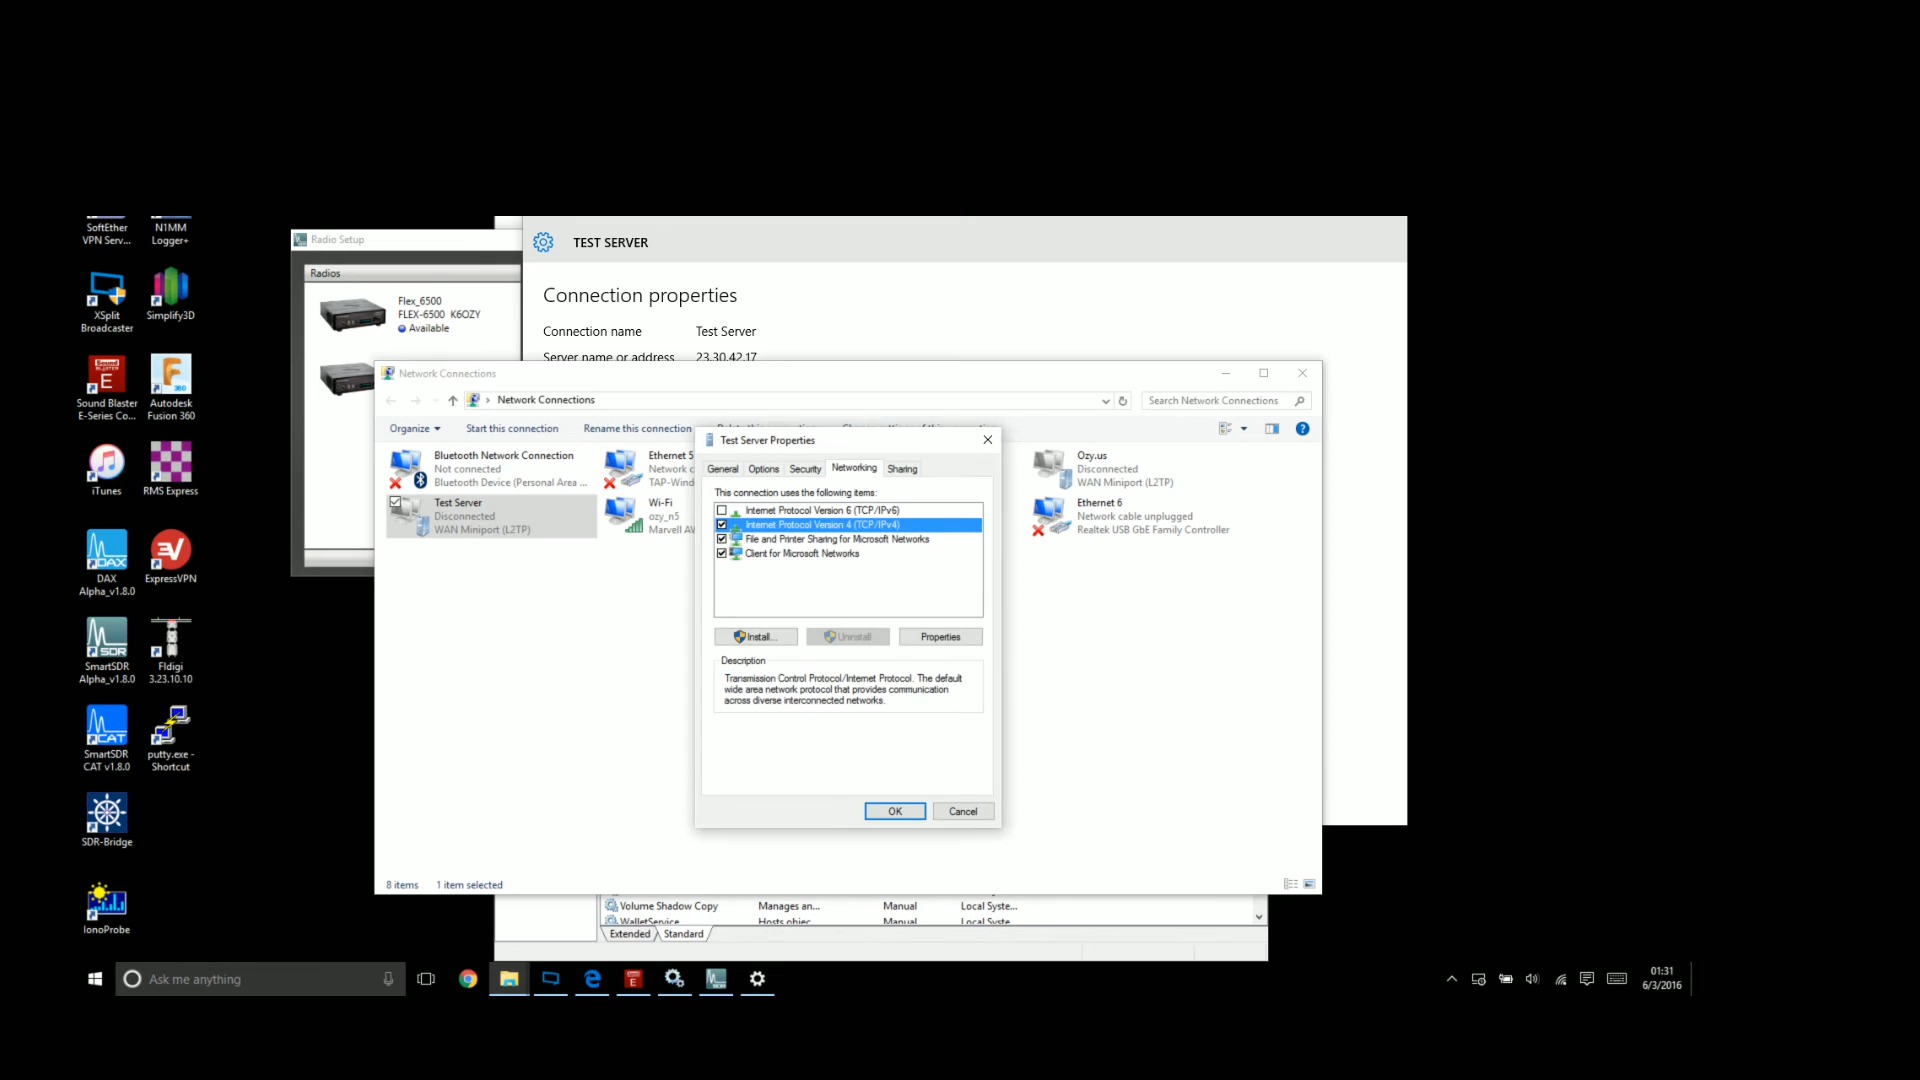 SoftEther
VPN Serv...
N1MM
Logger+
XSplit
Broadcaster
Simplify3D
Sound Blaster
E-Series Co...
Autodesk
Fusion 360
iTunes
RMS Express
DAX
Alpha_v1.8.0
ExpressVPN
SmartSDR
Alpha_v1.8.0
Fldigi
3.23.10.10
SmartSDR
CAT v1.8.0
putty.exe -
Shortcut
SDR-Bridge
IonoProbe
Radio Setup
Radios
Flex_6500
FLEX-6500 K6OZY
Available
TEST SERVER
Connection properties
Connection name Test Server
Server name or address 23.30.42.17
Network Connections
Network Connections
Search Network Connections
Organize Start this connection Rename this connection
Bluetooth Network Connection
Not connected
Bluetooth Device (Personal Area ...
Ethernet 5
Network c
TAP-Wind
Ozy.us
Disconnected
WAN Miniport (L2TP)
Test Server
Disconnected
WAN Miniport (L2TP)
Wi-Fi
ozy_n5
Marvell AV
Ethernet 6
Network cable unplugged
Realtek USB GbE Family Controller
Test Server Properties
General Options Security Networking Sharing
This connection uses the following items:
Internet Protocol Version 6 (TCP/IPv6)
Internet Protocol Version 4 (TCP/IPv4)
File and Printer Sharing for Microsoft Networks
Client for Microsoft Networks
Install... Uninstall Properties
Description
Transmission Control Protocol/Internet Protocol. The default
wide area network protocol that provides communication
across diverse interconnected networks.
OK Cancel
8 items 1 item selected
Volume Shadow Copy Manages an... Manual Local Syste...
WalletService Hosts objec Manual Local Syste
Extended Standard
Ask me anything
01:31
6/3/2016